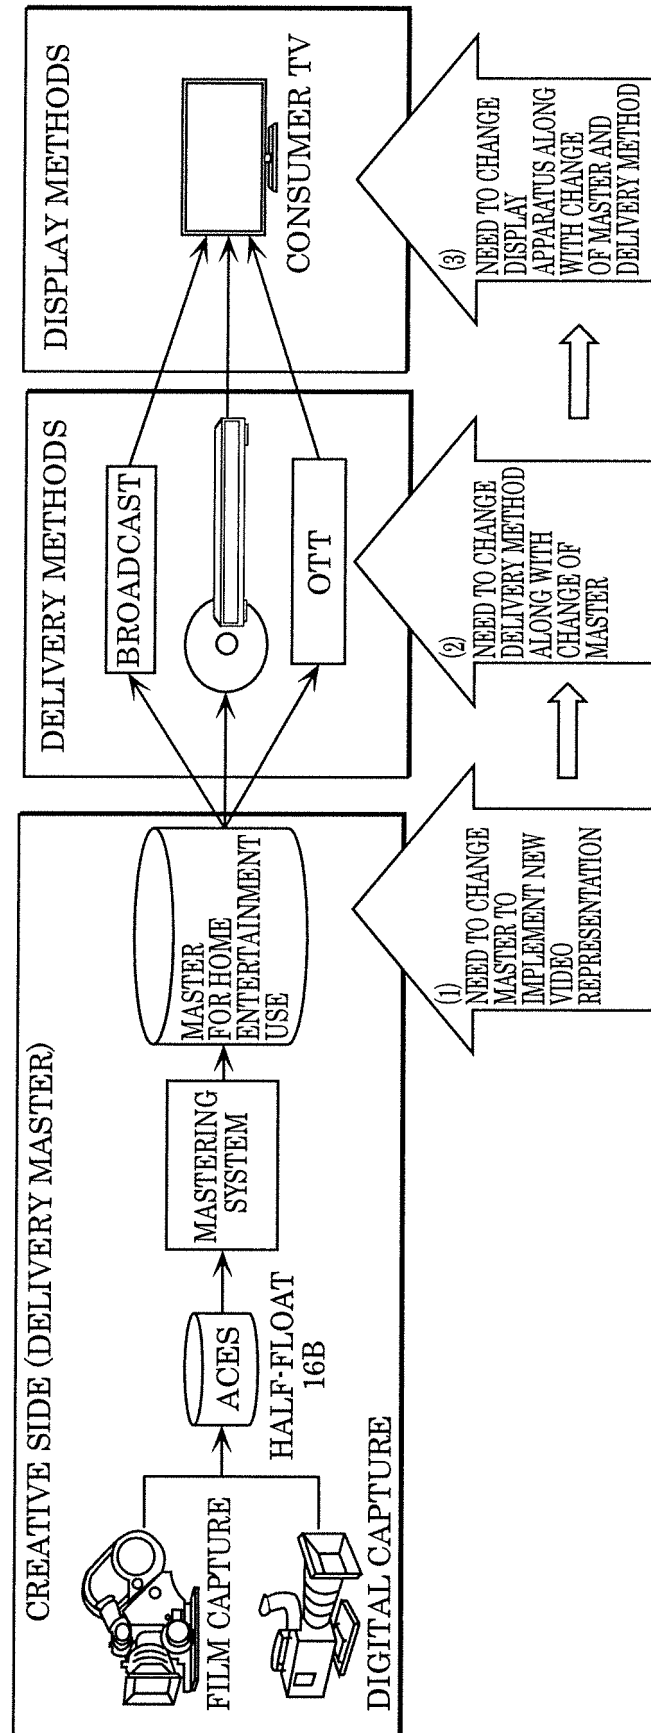 CREATIVE SIDE (DELIVERY MASTER)
FILM CAPTURE
DIGITAL CAPTURE
ACES
HALF-FLOAT
16B
MASTERING
SYSTEM
MASTER
FOR HOME
ENTERTAINMENT
USE
DELIVERY METHODS
BROADCAST
OTT
DISPLAY METHODS
CONSUMER TV
(1)
NEED TO CHANGE
MASTER TO
IMPLEMENT NEW
VIDEO
REPRESENTATION
(2)
NEED TO CHANGE
DELIVERY METHOD
ALONG WITH
CHANGE OF
MASTER
(3)
NEED TO CHANGE
DISPLAY
APPARATUS ALONG
WITH CHANGE
OF MASTER AND
DELIVERY METHOD